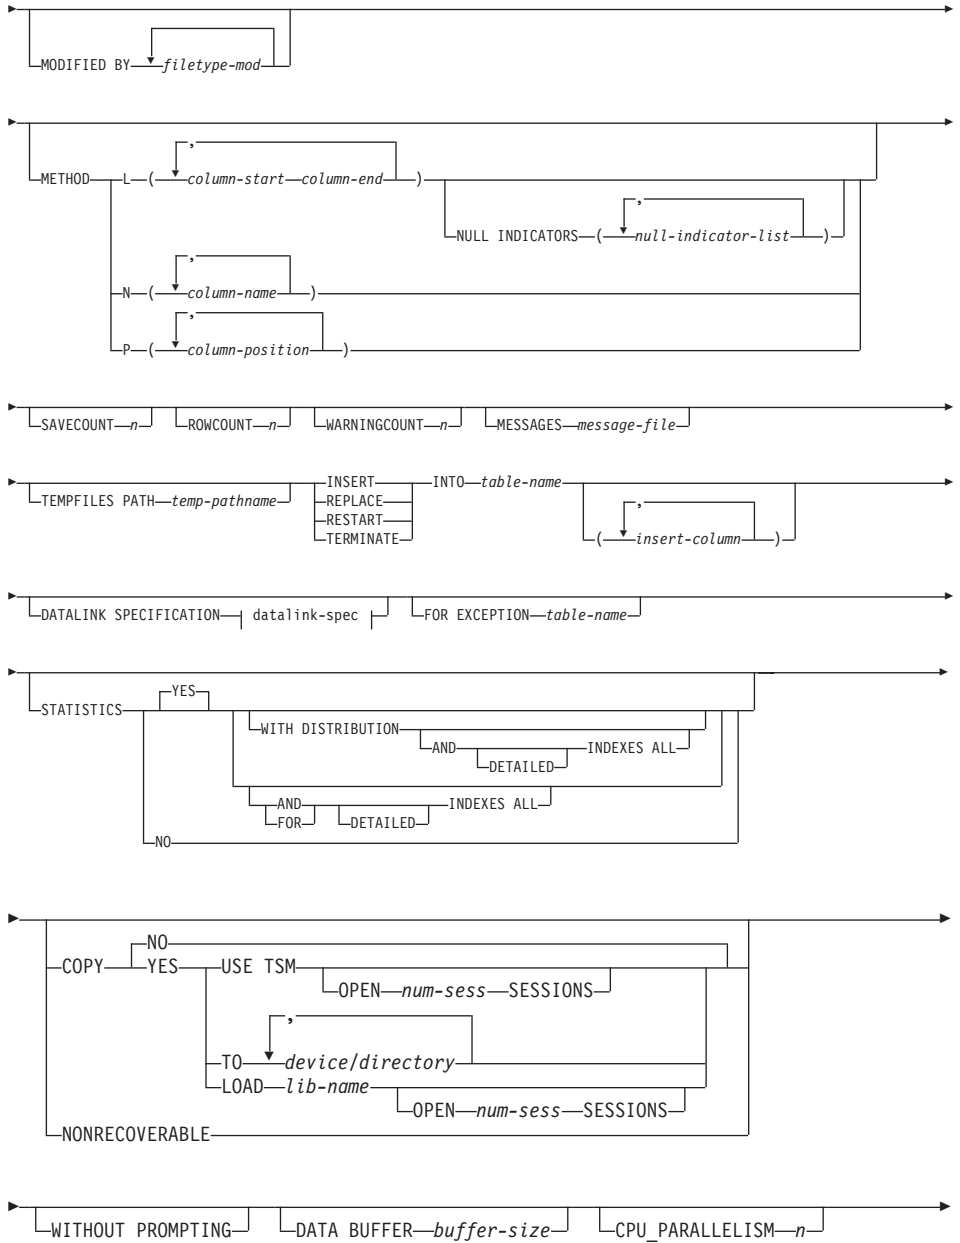 MODIFIED BY filetype-mod
,
METHOD L ( column-start column-end )
,
NULL INDICATORS ( null-indicator-list )
,
N ( column-name )
,
P ( column-position )
SAVECOUNT n ROWCOUNT n WARNINGCOUNT n MESSAGES message-file
TEMPFILES PATH temp-pathname INSERT INTO table-name
REPLACE
RESTART
TERMINATE
,
( insert-column )
DATALINK SPECIFICATION datalink-spec FOR EXCEPTION table-name
YES
STATISTICS
WITH DISTRIBUTION
AND INDEXES ALL
DETAILED
AND INDEXES ALL
FOR DETAILED
NO
NO
COPY YES USE TSM
OPEN num-sess SESSIONS
,
TO device/directory
LOAD lib-name
OPEN num-sess SESSIONS
NONRECOVERABLE
WITHOUT PROMPTING DATA BUFFER buffer-size CPU_PARALLELISM n